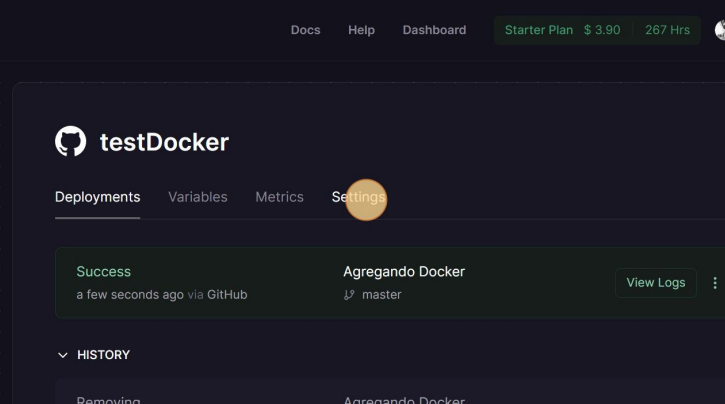 Docs Help Dashboard Starter Plan $ 3.90 267 Hrs
testDocker
Deployments Variables Metrics Settings
Success Agregando Docker View Logs
a few seconds ago via GitHub master
HISTORY
Removing Agregando Docker